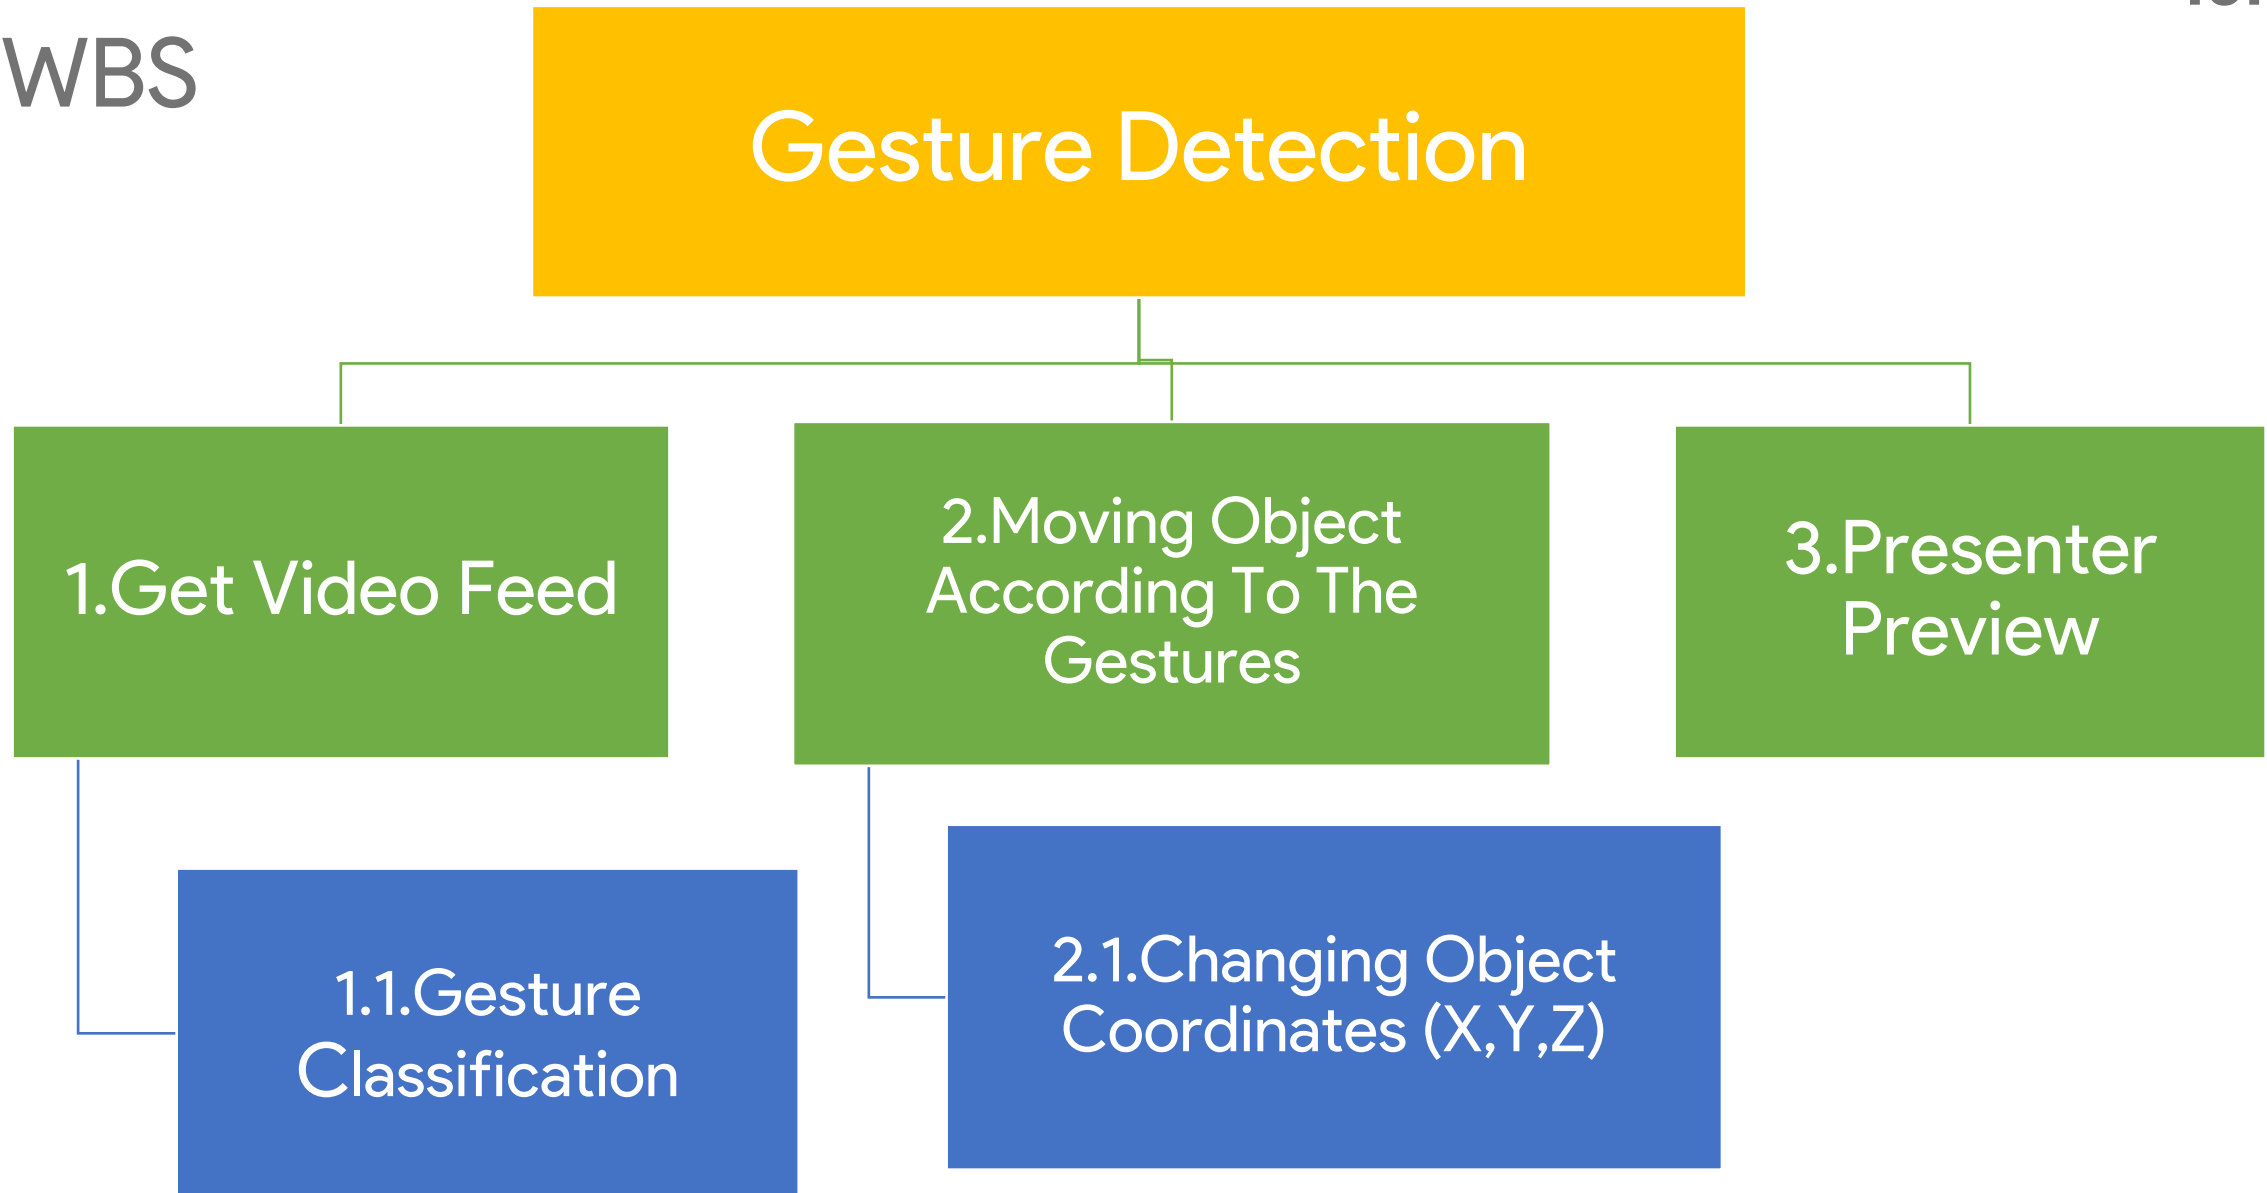 WBS
Gesture Detection
1.Get Video Feed
2.Moving Object
According To The
Gestures
3.Presenter
Preview
1.1.Gesture
Classification
2.1.Changing Object
Coordinates (X,Y,Z)